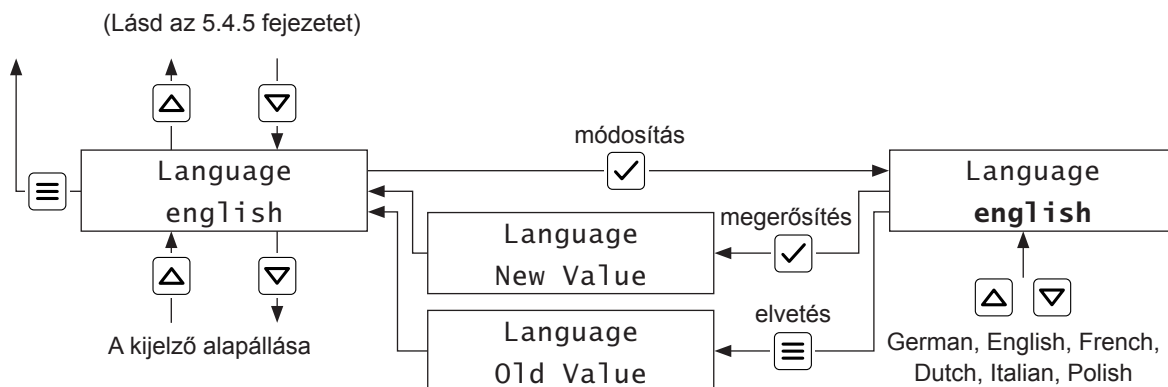 (Lásd az 5.4.5 fejezetet)
módosítás
Language
english
Language
english
megerősítés
Language
New Value
elvetés
Language
Old Value
A kijelző alapállása
German, English, French,
Dutch, Italian, Polish